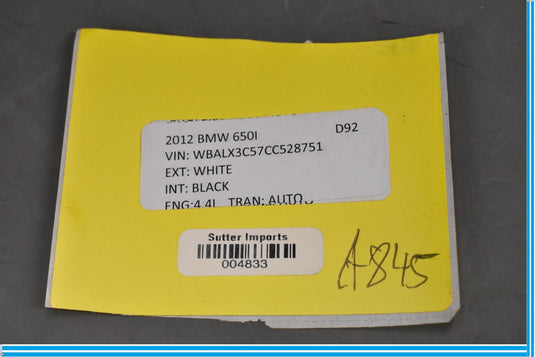 2012 BMW 650I D92
VIN: WBALX3C57CC528751
EXT: WHITE
INT: BLACK
ENG:4.4L TRAN: AUTO
Sutter Imports
004833
A845